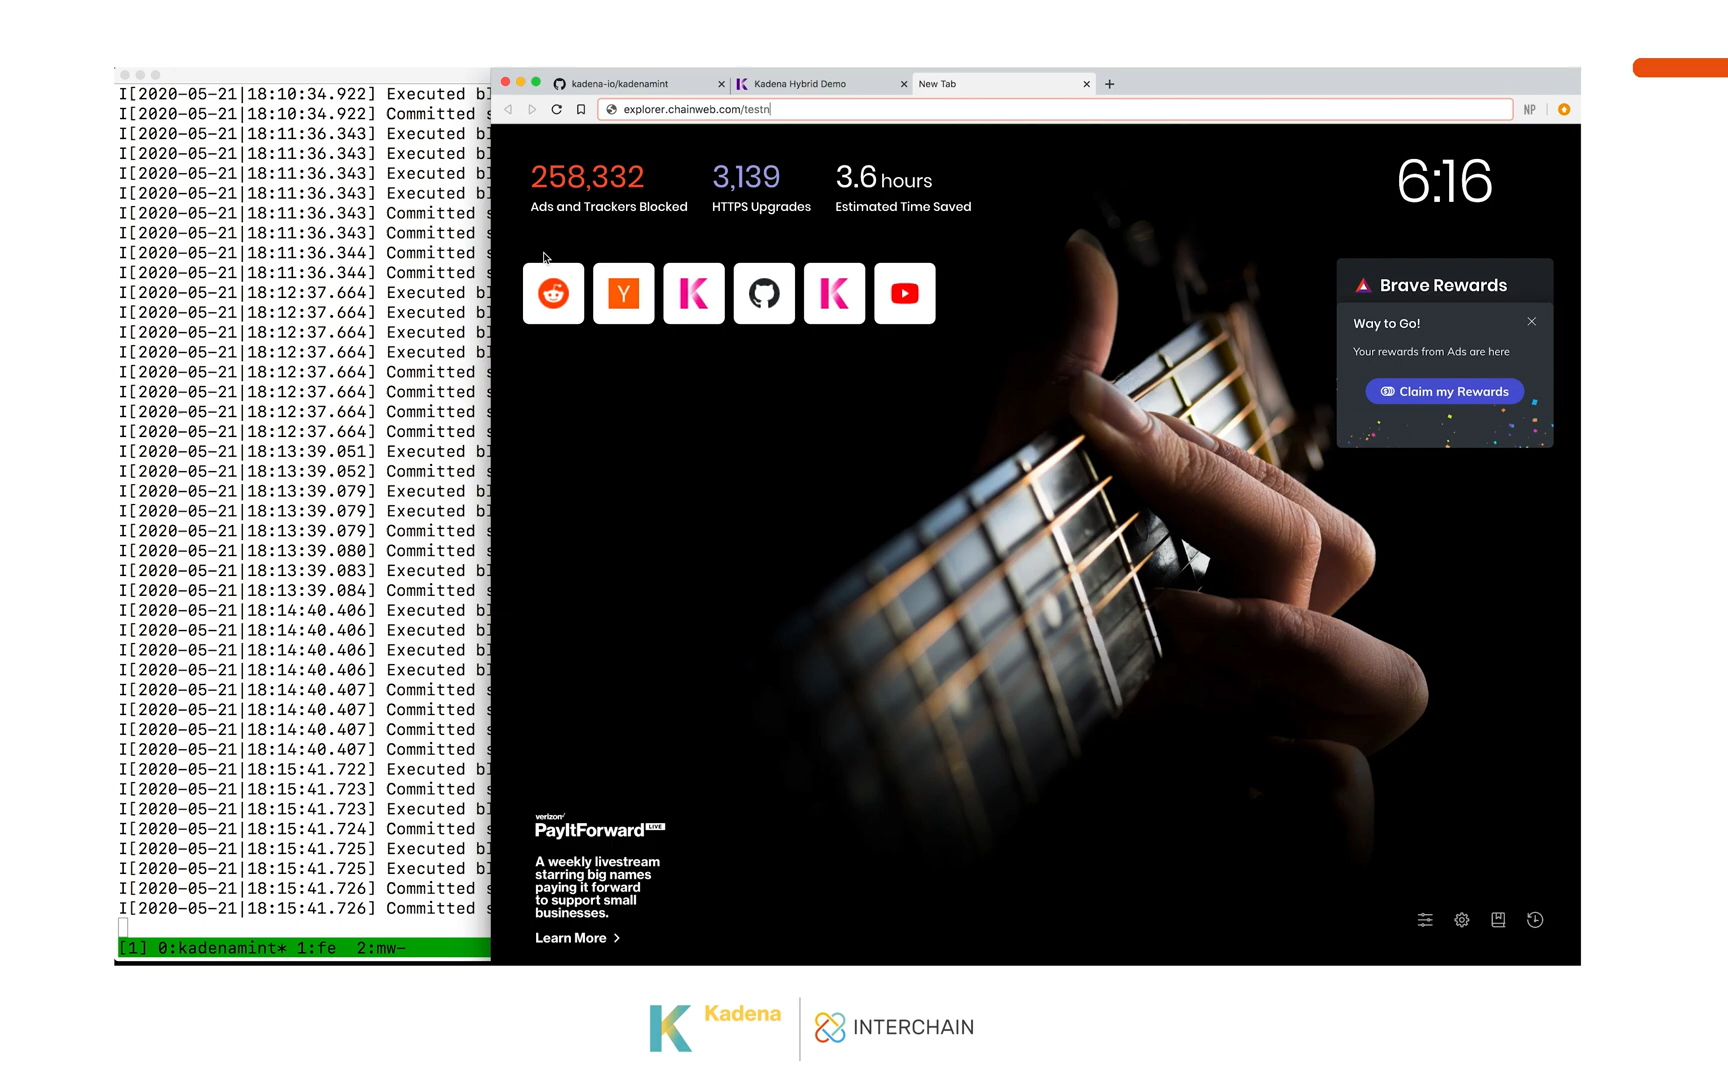 I[2020-05-21|18:10:34.922] Executed bl
I[2020-05-21|18:10:34.922] Committed s
I[2020-05-21|18:11:36.343] Executed bl
I[2020-05-21|18:11:36.343] Executed bl
I[2020-05-21|18:11:36.343] Executed bl
I[2020-05-21|18:11:36.343] Executed bl
I[2020-05-21|18:11:36.343] Committed s
I[2020-05-21|18:11:36.343] Committed s
I[2020-05-21|18:11:36.344] Committed s
I[2020-05-21|18:11:36.344] Committed s
I[2020-05-21|18:12:37.664] Executed bl
I[2020-05-21|18:12:37.664] Executed bl
I[2020-05-21|18:12:37.664] Executed bl
I[2020-05-21|18:12:37.664] Executed bl
I[2020-05-21|18:12:37.664] Committed s
I[2020-05-21|18:12:37.664] Committed s
I[2020-05-21|18:12:37.664] Committed s
I[2020-05-21|18:12:37.664] Committed s
I[2020-05-21|18:13:39.051] Executed bl
I[2020-05-21|18:13:39.052] Committed s
I[2020-05-21|18:13:39.079] Executed bl
I[2020-05-21|18:13:39.079] Executed bl
I[2020-05-21|18:13:39.079] Committed s
I[2020-05-21|18:13:39.080] Committed s
I[2020-05-21|18:13:39.083] Executed bl
I[2020-05-21|18:13:39.084] Committed s
I[2020-05-21|18:14:40.406] Executed bl
I[2020-05-21|18:14:40.406] Executed bl
I[2020-05-21|18:14:40.406] Executed bl
I[2020-05-21|18:14:40.406] Executed bl
I[2020-05-21|18:14:40.407] Committed s
I[2020-05-21|18:14:40.407] Committed s
I[2020-05-21|18:14:40.407] Committed s
I[2020-05-21|18:14:40.407] Committed s
I[2020-05-21|18:15:41.722] Executed bl
I[2020-05-21|18:15:41.723] Committed s
I[2020-05-21|18:15:41.723] Executed bl
I[2020-05-21|18:15:41.724] Committed s
I[2020-05-21|18:15:41.725] Executed bl
I[2020-05-21|18:15:41.725] Executed bl
I[2020-05-21|18:15:41.726] Committed s
I[2020-05-21|18:15:41.726] Committed s
[1] 0:kadenamint* 1:fe 2:mw-
kadena-io/kadenamint
Kadena Hybrid Demo
New Tab
explorer.chainweb.com/testn
NP
258,332
Ads and Trackers Blocked
3,139
HTTPS Upgrades
3.6 hours
Estimated Time Saved
6:16
Brave Rewards
Way to Go!
Your rewards from Ads are here
Claim my Rewards
verizon
PayItForward LIVE
A weekly livestream
starring big names
paying it forward
to support small
businesses.
Learn More >
Kadena
INTERCHAIN